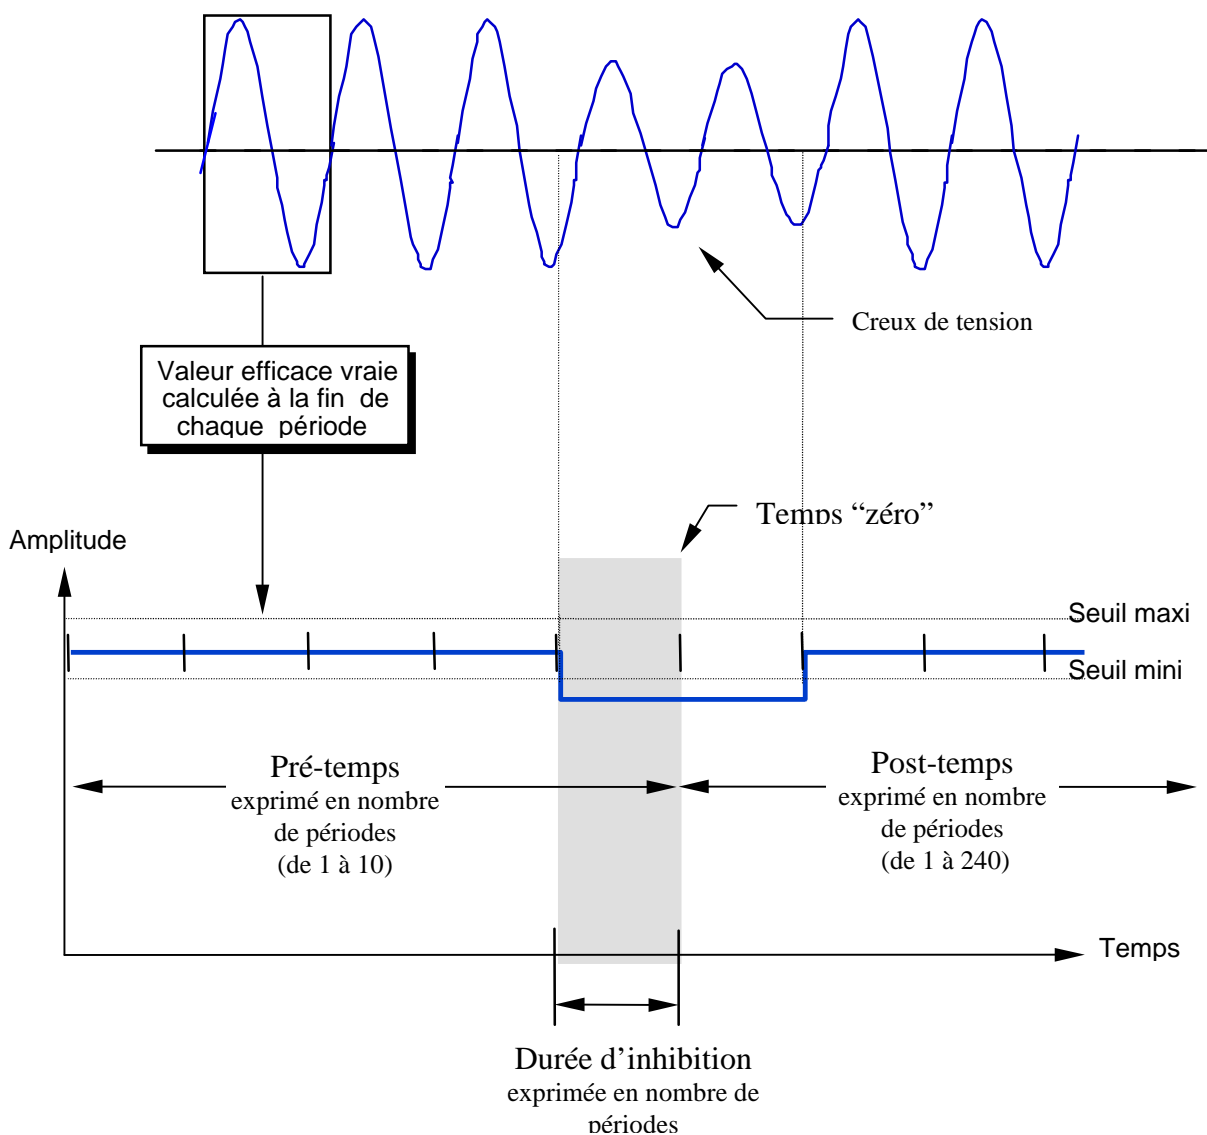 Creux de tension
Valeur efficace vraie
calculée à la fin de
chaque période
Temps “zéro”
Amplitude
Seuil maxi
Seuil mini
Pré-temps
exprimé en nombre
de périodes
(de 1 à 10)
Post-temps
exprimé en nombre
de périodes
(de 1 à 240)
Temps
Durée d’inhibition
exprimée en nombre de
périodes